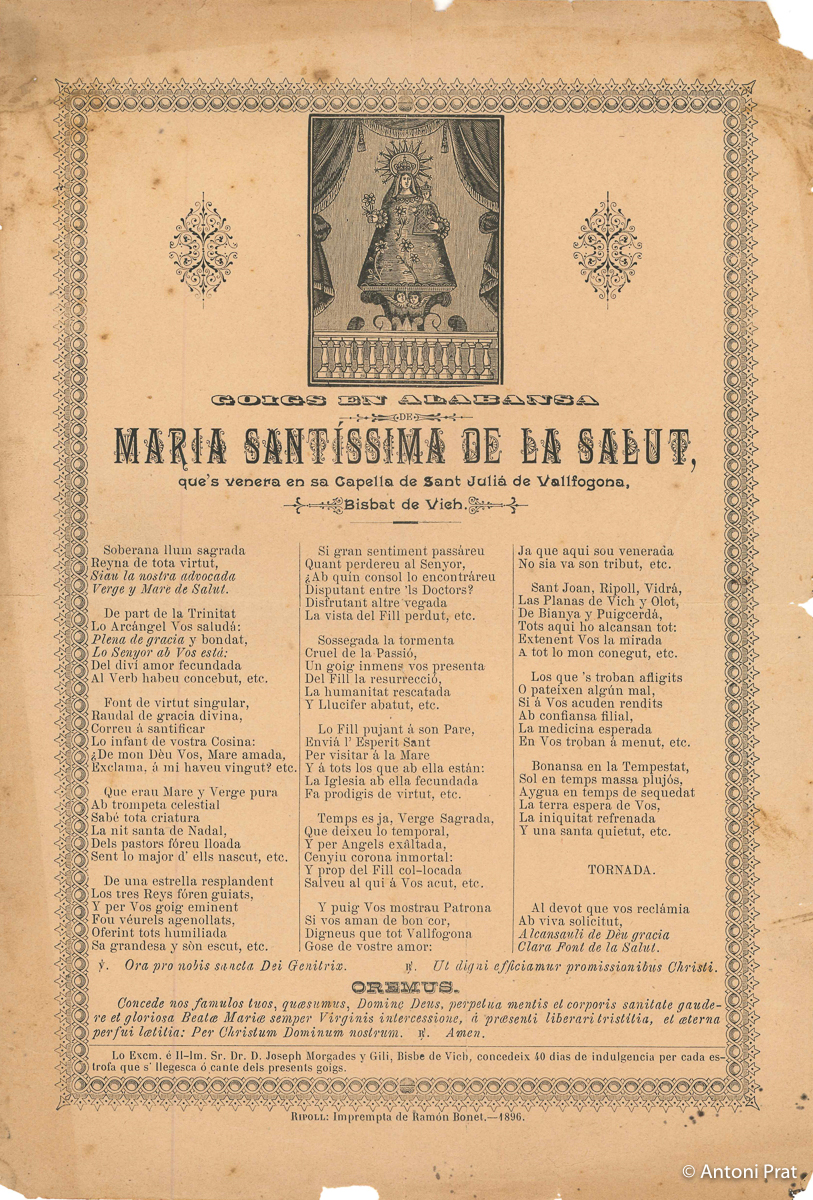 GOIGS EN ALABANSA
DE
MARIA SANTÍSSIMA DE LA SALUT,
que's venera en sa Capella de Sant Juliá de Vallfogona,
Bisbat de Vich.
Soberana llum sagrada
Reyna de tota virtut,
Siau la nostra advocada
Verge y Mare de Salut.
De part de la Trinitat
Lo Arcángel Vos saludá:
Plena de gracia y bondat,
Lo Senyor ab Vos está:
Del diví amor fecundada
Al Verb habeu concebut, etc.
Font de virtut singular,
Raudal de gracia divina,
Correu á santificar
Lo infant de vostra Cosina:
¿De mon Dèu Vos, Mare amada,
Exclama, á mi haveu vingut? etc.
Que erau Mare y Verge pura
Ab trompeta celestial
Sabé tota criatura
La nit santa de Nadal,
Dels pastors fóreu lloada
Sent lo major d' ells nascut, etc.
De una estrella resplandent
Los tres Reys fóren guiats,
Y per Vos goig eminent
Fou véurels agenollats,
Oferint tots humiliada
Sa grandesa y sòn escut, etc.
Si gran sentiment passáreu
Quant perdereu al Senyor,
¿Ab quin consol lo encontráreu
Disputant entre 'ls Doctors?
Disfrutant altre vegada
La vista del Fill perdut, etc.
Sossegada la tormenta
Cruel de la Passió,
Un goig inmens vos presenta
Del Fill la resurrecció,
La humanitat rescatada
Y Llucifer abatut, etc.
Lo Fill pujant á son Pare,
Enviá l' Esperit Sant
Per visitar á la Mare
Y á tots los que ab ella están:
La Iglesia ab ella fecundada
Fa prodigis de virtut, etc.
Temps es ja, Verge Sagrada,
Que deixeu lo temporal,
Y per Angels exáltada,
Cenyiu corona inmortal:
Y prop del Fill col-locada
Salveu al qui á Vos acut, etc.
Y puig Vos mostrau Patrona
Si vos aman de bon cor,
Digneus que tot Vallfogona
Gose de vostre amor:
Ja que aqui sou venerada
No sia va son tribut, etc.
Sant Joan, Ripoll, Vidrá,
Las Planas de Vich y Olot,
De Bianya y Puigcerdá,
Tots aqui ho alcansan tot:
Extenent Vos la mirada
A tot lo mon conegut, etc.
Los que 's troban afligits
O pateixen algún mal,
Si á Vos acuden rendits
Ab confiansa filial,
La medicina esperada
En Vos troban á menut, etc.
Bonansa en la Tempestat,
Sol en temps massa plujós,
Aygua en temps de sequedat
La terra espera de Vos,
La iniquitat refrenada
Y una santa quietut, etc.
TORNADA.
Al devot que vos reclámia
Ab viva solicitut,
Alcansauli de Dèu gracia
Clara Font de la Salut.
℣. Ora pro nobis sancta Dei Genitrix. ℟. Ut digni efficiamur promissionibus Christi.
OREMUS.
Concede nos famulos tuos, quæsumus, Domine Deus, perpetua mentis et corporis sanitate gaude-
re et gloriosa Beatæ Mariæ semper Virginis intercessione, á præsenti liberari tristitia, et æterna
perfui lætitia: Per Christum Dominum nostrum. ℟. Amen.
Lo Excm. é Il-lm. Sr. Dr. D. Joseph Morgades y Gili, Bisbe de Vich, concedeix 40 dias de indulgencia per cada es-
trofa que s' llegesca ó cante dels presents goigs.
RIPOLL: Imprempta de Ramón Bonet.—1896.
© Antoni Prat